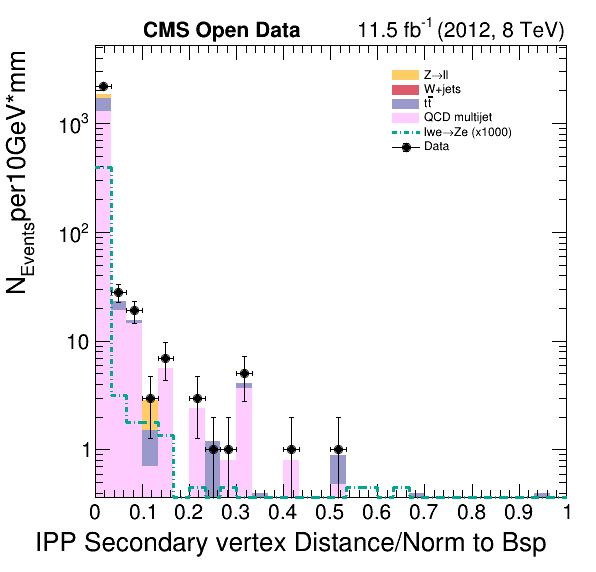 CMS Open Data 11.5 fb⁻¹ (2012, 8 TeV)
Z→ll
W+jets
tt̄
QCD multijet
lwe→Ze (x1000)
Data
N_Events per10GeV*mm
10³
10²
10
1
0 0.1 0.2 0.3 0.4 0.5 0.6 0.7 0.8 0.9 1
IPP Secondary vertex Distance/Norm to Bsp